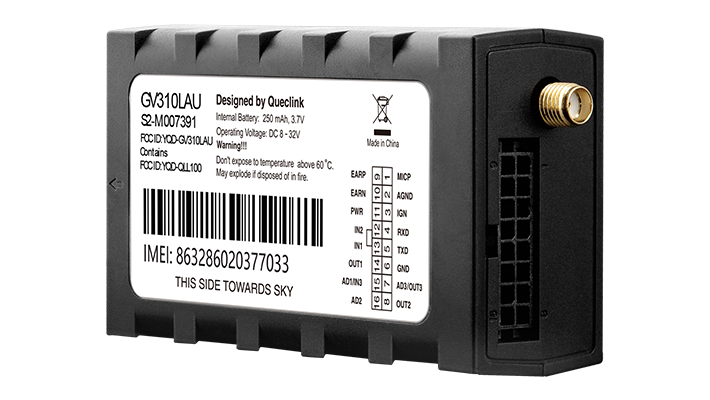 GV310LAU
S2-M007391
FCC ID: YQD-GV310LAU
Contains
FCC ID: YQD-QLL100
Designed by Queclink
Internal Battery: 250 mAh, 3.7V
Operating Voltage: DC 8 - 32V
Warning!!!
Don't expose to temperature above 60˚C.
May explode if disposed of in fire.
Made in China
EARP 9 1 MICP
EARN 10 2 AGND
PWR 11 3 IGN
IN2 12 4 RXD
IN1 13 5 TXD
OUT1 14 6 GND
AD1/IN3 15 7 AD3/OUT3
AD2 16 8 OUT2
IMEI: 863286020377033
THIS SIDE TOWARDS SKY
9 1
16 8